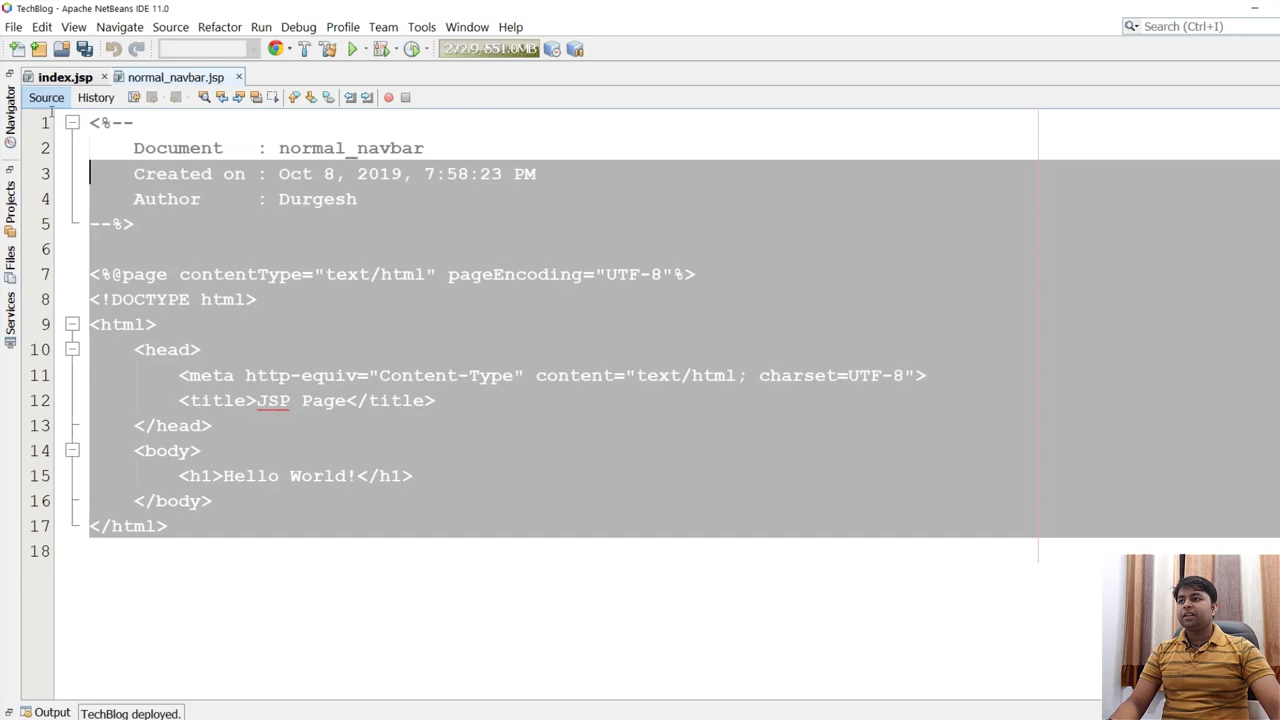 TechBlog - Apache NetBeans IDE 11.0
File Edit View Navigate Source Refactor Run Debug Profile Team Tools Window Help
Search (Ctrl+I)
272.9/551.0MB
index.jsp × normal_navbar.jsp ×
Source History
Navigator
Projects
Files
Services
1 <%--
2 Document : normal_navbar
3 Created on : Oct 8, 2019, 7:58:23 PM
4 Author : Durgesh
5 --%>
6
7 <%@page contentType="text/html" pageEncoding="UTF-8"%>
8 <!DOCTYPE html>
9 <html>
10 <head>
11 <meta http-equiv="Content-Type" content="text/html; charset=UTF-8">
12 <title>JSP Page</title>
13 </head>
14 <body>
15 <h1>Hello World!</h1>
16 </body>
17 </html>
18
Output TechBlog deployed.